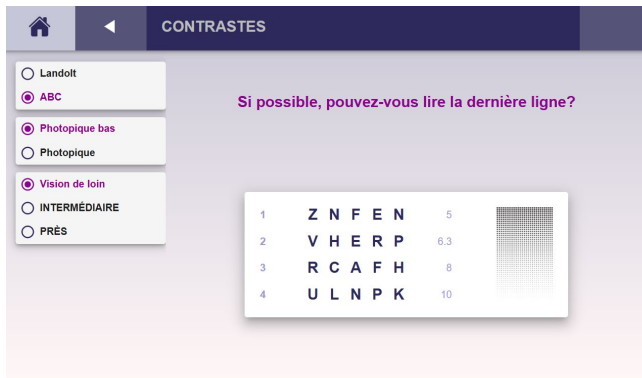 CONTRASTES
Landolt
ABC
Photopique bas
Photopique
Vision de loin
INTERMÉDIAIRE
PRÈS
Si possible, pouvez-vous lire la dernière ligne?
1 Z N F E N 5
2 V H E R P 6.3
3 R C A F H 8
4 U L N P K 10